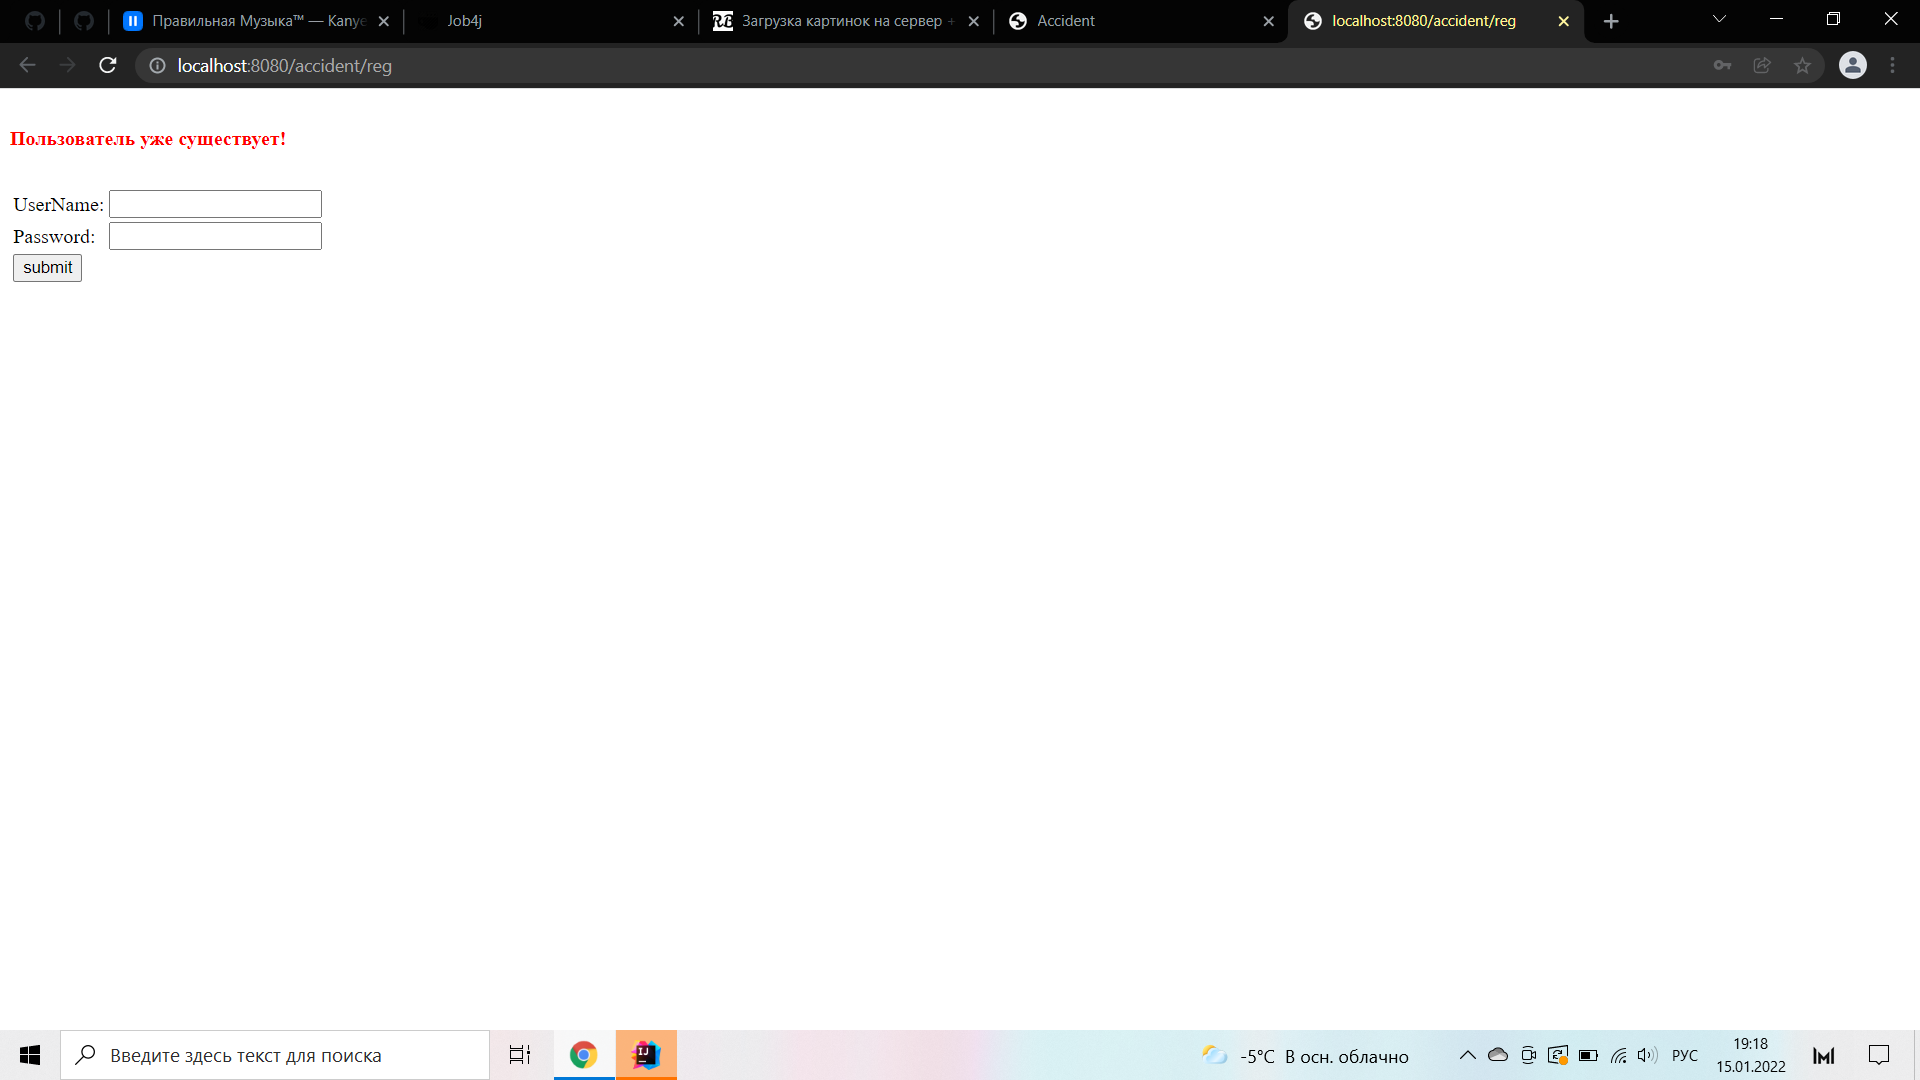 Правильная Музыка™ — Kanye
Job4j
Загрузка картинок на сервер +
Accident
localhost:8080/accident/reg
localhost:8080/accident/reg
Пользователь уже существует!
UserName:
Password:
submit
Введите здесь текст для поиска
-5°C В осн. облачно
РУС
19:18
15.01.2022